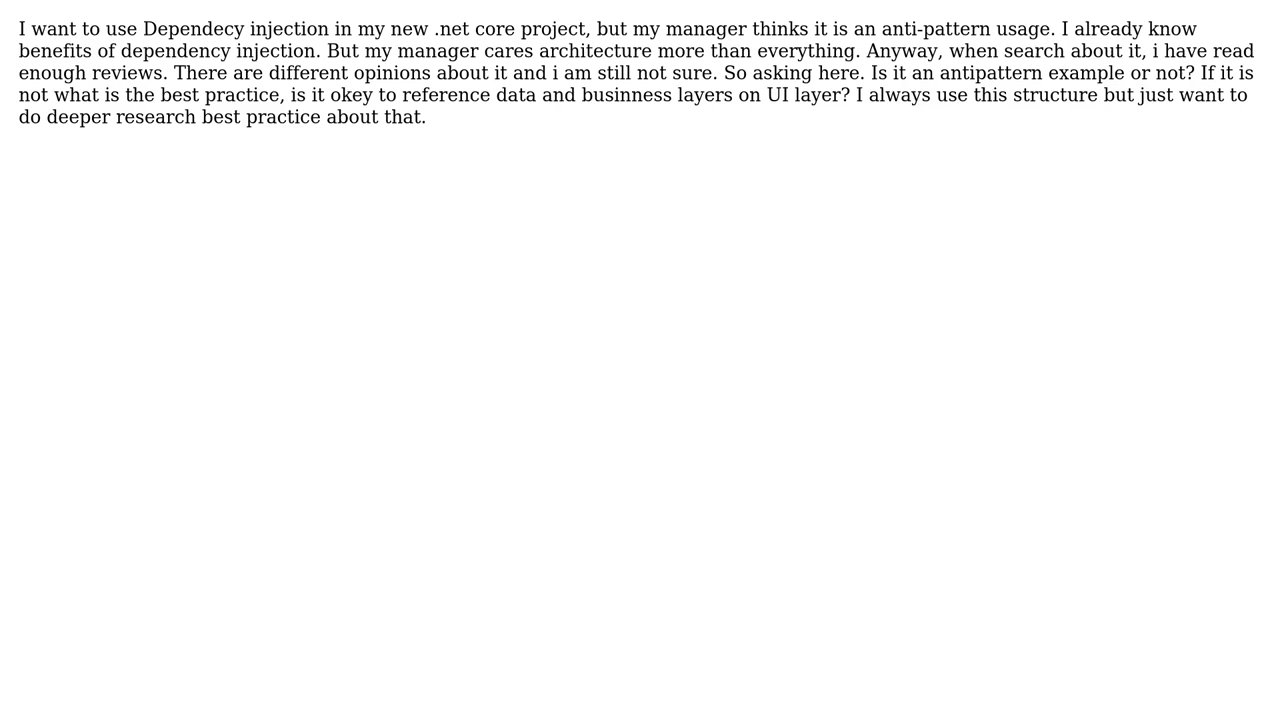 I want to use Dependecy injection in my new .net core project, but my manager thinks it is an anti-pattern usage. I already know
benefits of dependency injection. But my manager cares architecture more than everything. Anyway, when search about it, i have read
enough reviews. There are different opinions about it and i am still not sure. So asking here. Is it an antipattern example or not? If it is
not what is the best practice, is it okey to reference data and businness layers on UI layer? I always use this structure but just want to
do deeper research best practice about that.